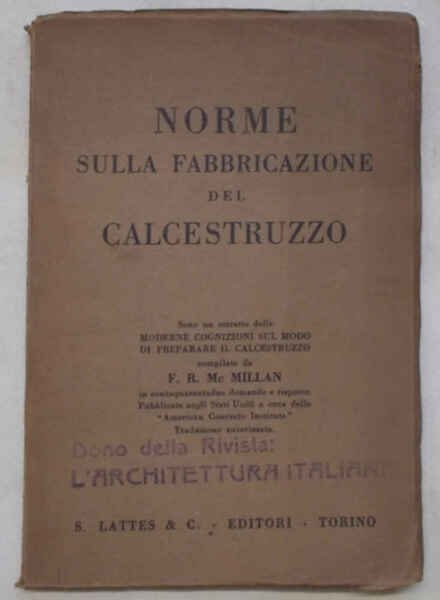 NORME
SULLA FABBRICAZIONE
DEL
CALCESTRUZZO
Sono un estratto delle
MODERNE COGNIZIONI SUL MODO
DI PREPARARE IL CALCESTRUZZO
compilate da
F. R. Mc MILLAN
in centoquarantadue domande e risposte
Pubblicate negli Stati Uniti a cura dello
"American Concrete Institute"
Traduzione autorizzata.
Dono della Rivista:
L'ARCHITETTURA ITALIANA
S. LATTES & C. - EDITORI - TORINO